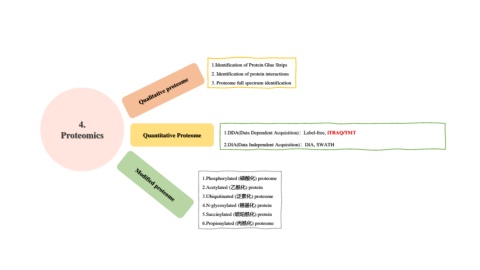 4.
Proteomics
Qualitative proteome
1.Identification of Protein Glue Strips
2. Identification of protein interactions
3. Proteome full spectrum identification
Quantitative Proteome
1.DDA(Data Dependent Acquisition)：Label-free, iTRAQ/TMT
2.DIA(Data Independent Acquisition)：DIA, SWATH
Modified proteome
1.Phosphorylated (磷酸化) proteome
2.Acetylated (乙酰化) protein
3.Ubiquitinated (泛素化) proteome
4.N-glycosylated (糖基化) protein
5.Succinylated (琥珀酰化) protein
6.Propionylated (丙酰化) proteome